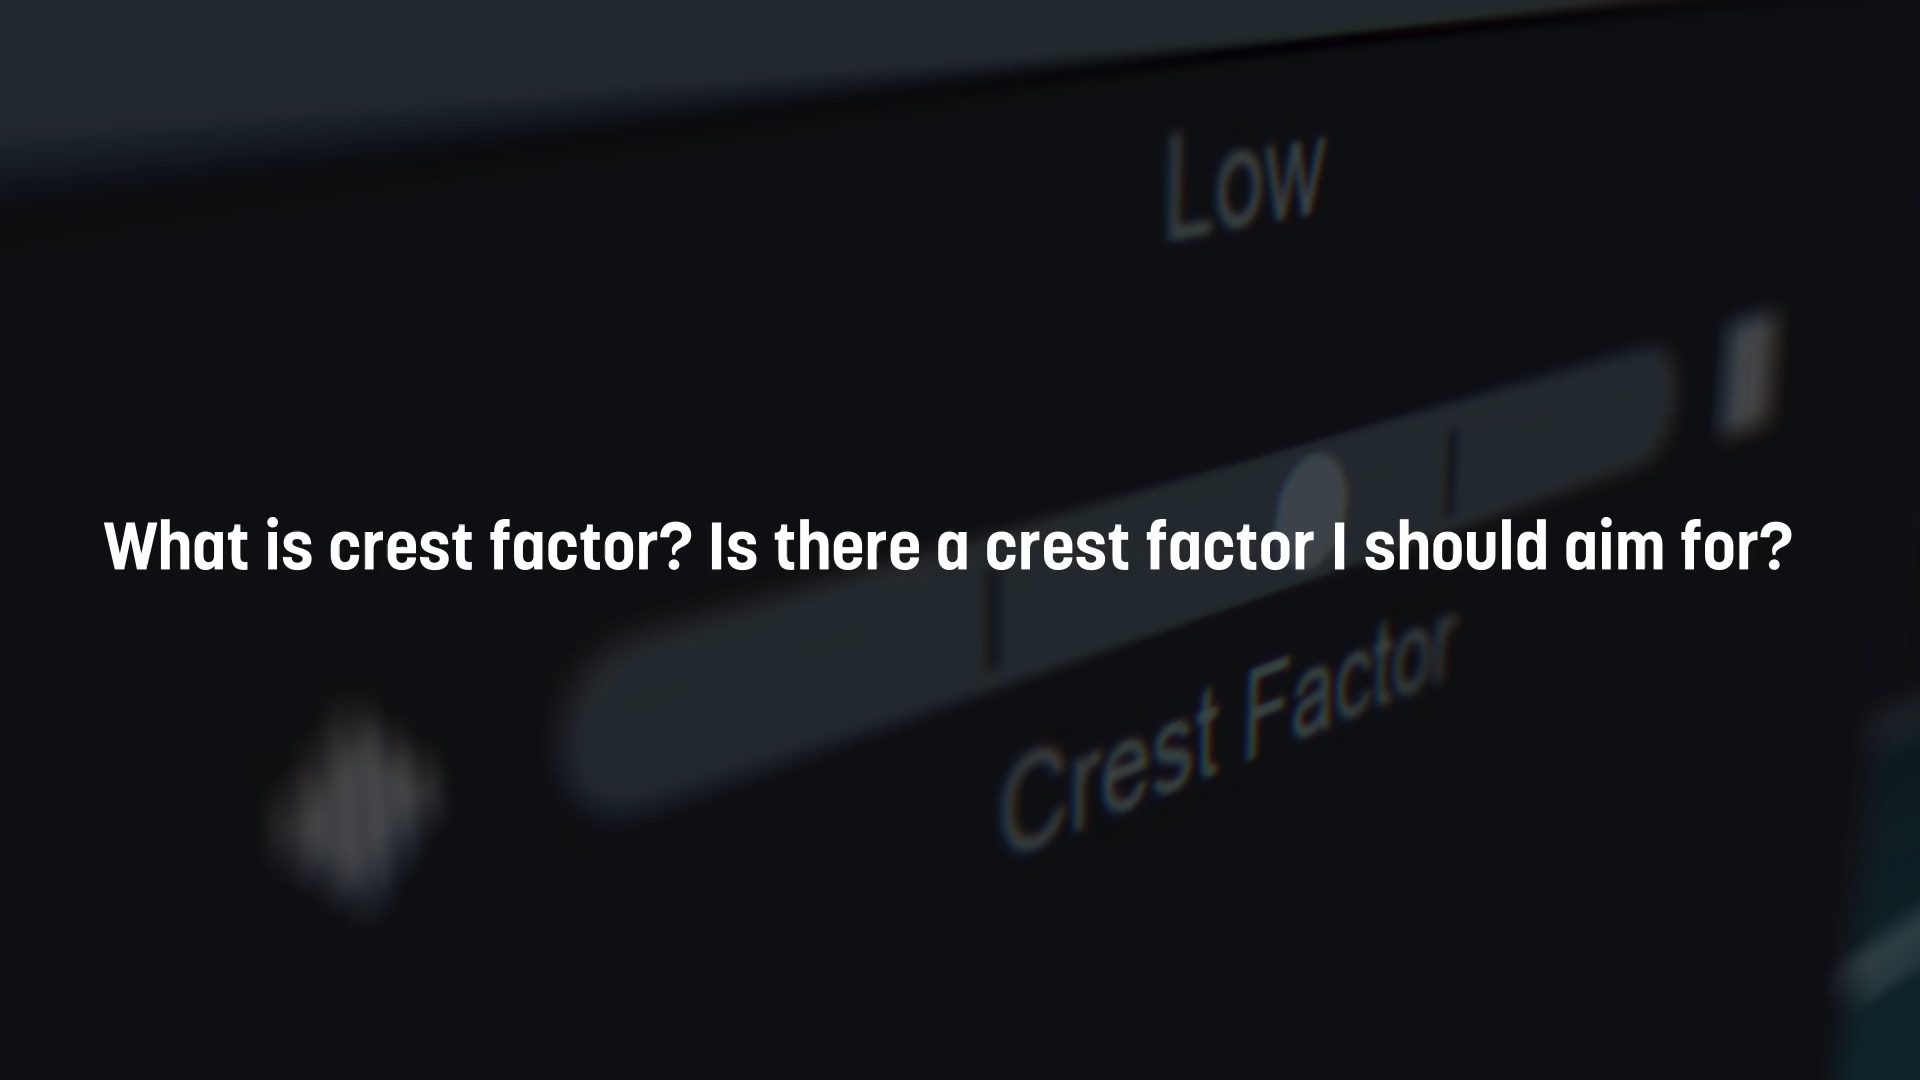 Low
What is crest factor? Is there a crest factor I should aim for?
Crest Factor